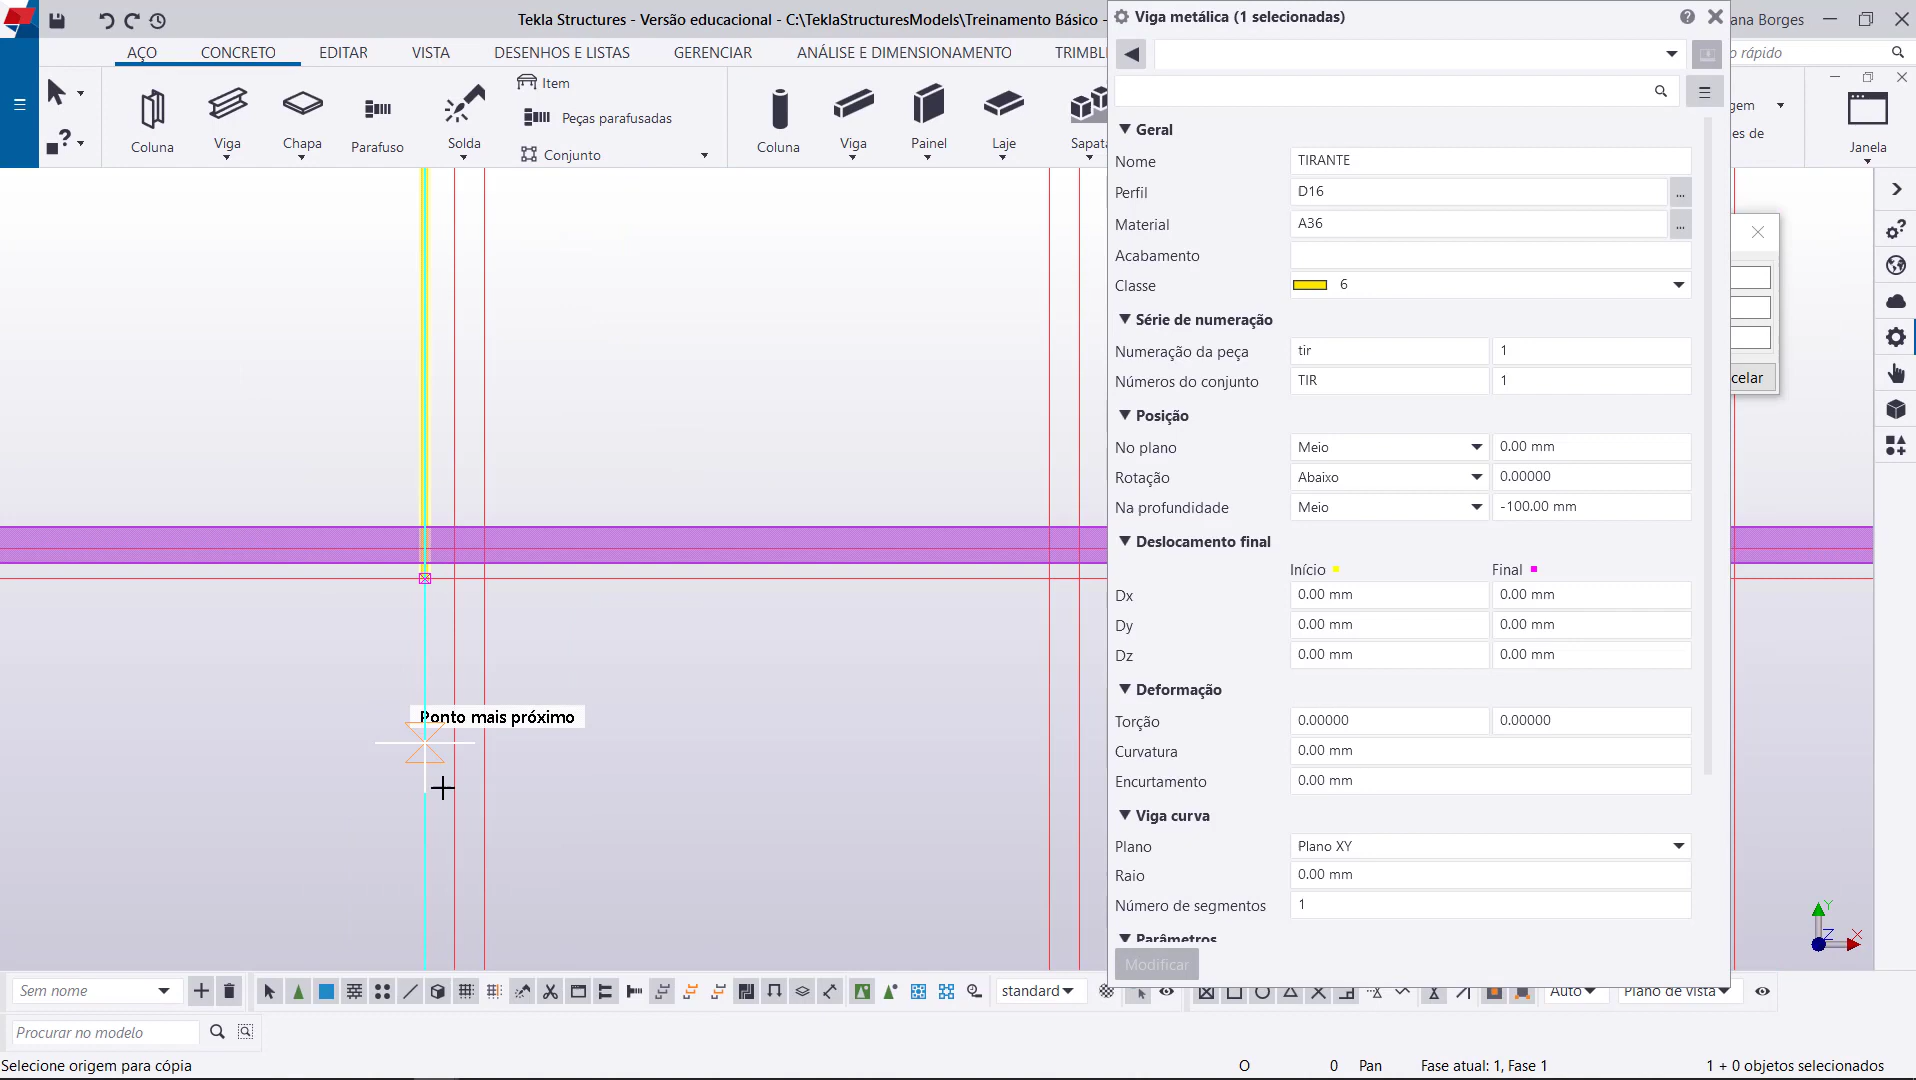 Tekla Structures - Versão educacional - C:\TeklaStructuresModels\Treinamento Básico -
ana Borges
AÇO
CONCRETO
EDITAR
VISTA
DESENHOS E LISTAS
GERENCIAR
ANÁLISE E DIMENSIONAMENTO
TRIMBL
o rápido
Coluna
Viga
Chapa
Parafuso
Solda
Item
Peças parafusadas
Conjunto
Coluna
Viga
Painel
Laje
Sapat
gem
es de
Janela
Viga metálica (1 selecionadas)
Geral
Nome TIRANTE
Perfil D16 ...
Material A36 ...
Acabamento
Classe 6
Série de numeração
Numeração da peça tir 1
Números do conjunto TIR 1
Posição
No plano Meio 0.00 mm
Rotação Abaixo 0.00000
Na profundidade Meio -100.00 mm
Deslocamento final
Início Final
Dx 0.00 mm 0.00 mm
Dy 0.00 mm 0.00 mm
Dz 0.00 mm 0.00 mm
Deformação
Torção 0.00000 0.00000
Curvatura 0.00 mm
Encurtamento 0.00 mm
Viga curva
Plano Plano XY
Raio 0.00 mm
Número de segmentos 1
Parâmetros
Modificar
celar
Ponto mais próximo
Y
Z
X
Sem nome
standard
Auto
Plano de vista
Procurar no modelo
Selecione origem para cópia
O 0 Pan Fase atual: 1, Fase 1 1 + 0 objetos selecionados